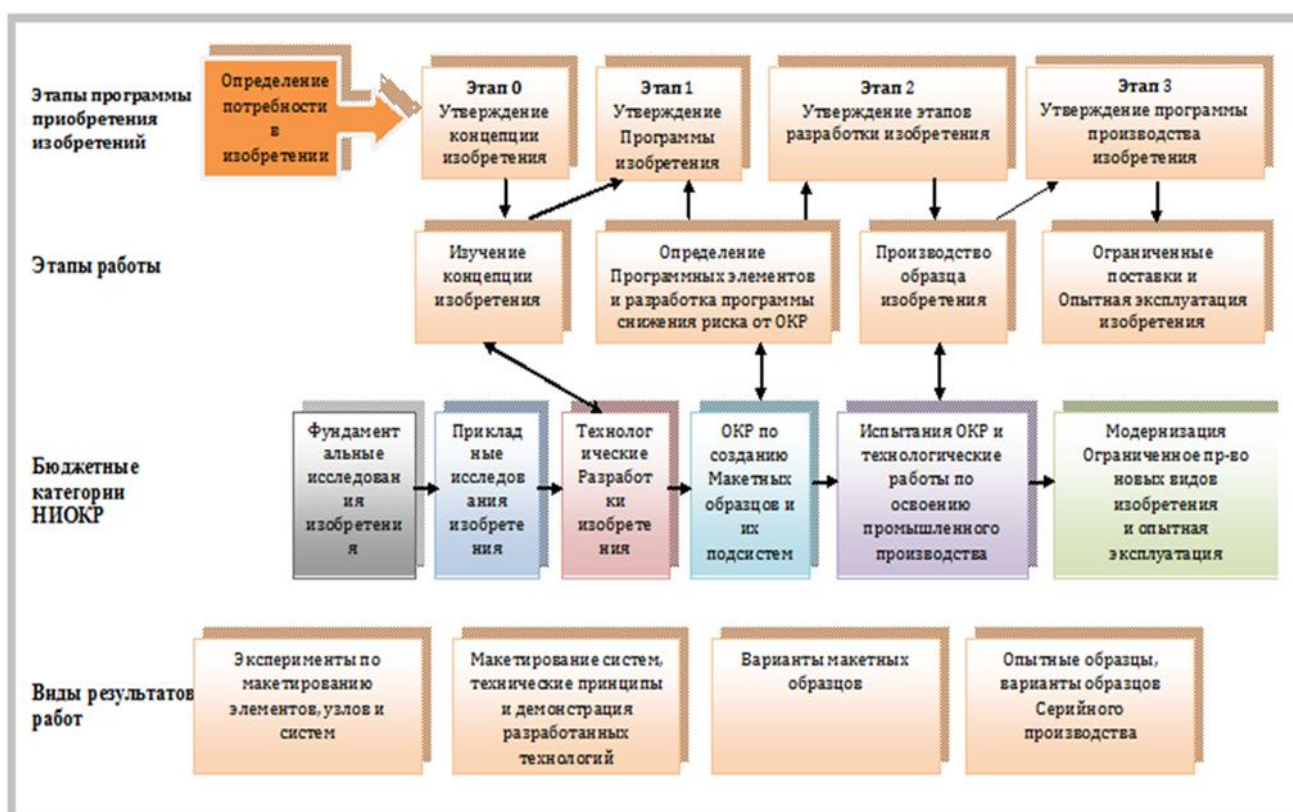 Этапы программы
приобретения
изобретений
Определение
потребности
в
изобретении
Этап 0
Утверждение
концепции
изобретения
Этап 1
Утверждение
Программы
изобретения
Этап 2
Утверждение этапов
разработки изобретения
Этап 3
Утверждение программы
производства
изобретения
Этапы работы
Изучение
концепции
изобретения
Определение
Программных элементов
и разработка программы
снижения риска от ОКР
Производство
образца
изобретения
Ограниченные
поставки и
Опытная эксплуатация
изобретения
Бюджетные
категории
НИОКР
Фундамент
альные
исследован
ия
изобретени
я
Приклад
ные
исследов
ания
изобрете
ния
Технолог
ические
Разработ
ки
изобрете
ния
ОКР по
созданию
Макетных
образцов и
их
подсистем
Испытания ОКР и
технологические
работы по
освоению
промышленного
производства
Модернизация
Ограниченное пр-во
новых видов
изобретения
и опытная
эксплуатация
Виды результатов
работ
Эксперименты по
макетированию
элементов, узлов и
систем
Макетирование систем,
технические принципы
и демонстрация
разработанных
технологий
Варианты макетных
образцов
Опытные образцы,
варианты образцов
Серийного
производства